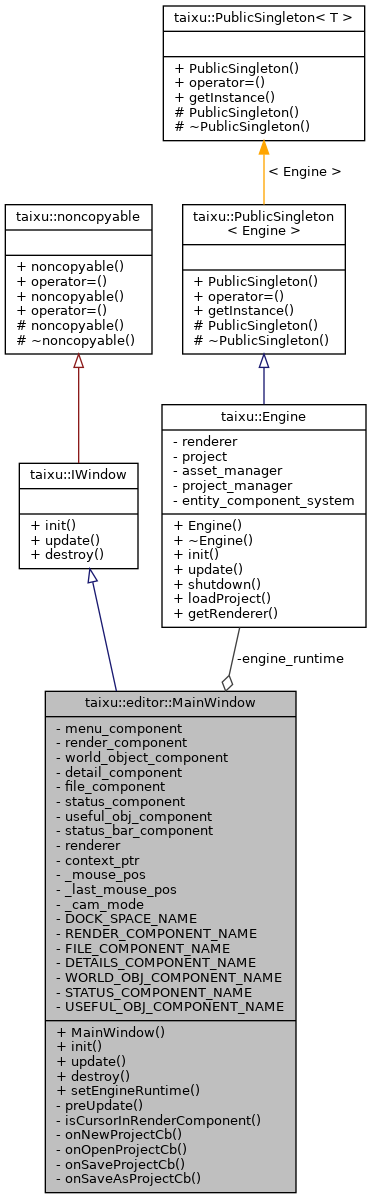 taixu::PublicSingleton< T >
+ PublicSingleton()
+ operator=()
+ getInstance()
# PublicSingleton()
# ~PublicSingleton()
< Engine >
taixu::noncopyable
+ noncopyable()
+ operator=()
+ noncopyable()
+ operator=()
# noncopyable()
# ~noncopyable()
taixu::PublicSingleton
< Engine >
+ PublicSingleton()
+ operator=()
+ getInstance()
# PublicSingleton()
# ~PublicSingleton()
taixu::Engine
- renderer
- project
- asset_manager
- project_manager
- entity_component_system
+ Engine()
+ ~Engine()
+ init()
+ update()
+ shutdown()
+ loadProject()
+ getRenderer()
taixu::IWindow
+ init()
+ update()
+ destroy()
-engine_runtime
taixu::editor::MainWindow
- menu_component
- render_component
- world_object_component
- detail_component
- file_component
- status_component
- useful_obj_component
- status_bar_component
- renderer
- context_ptr
- _mouse_pos
- _last_mouse_pos
- _cam_mode
- DOCK_SPACE_NAME
- RENDER_COMPONENT_NAME
- FILE_COMPONENT_NAME
- DETAILS_COMPONENT_NAME
- WORLD_OBJ_COMPONENT_NAME
- STATUS_COMPONENT_NAME
- USEFUL_OBJ_COMPONENT_NAME
+ MainWindow()
+ init()
+ update()
+ destroy()
+ setEngineRuntime()
- preUpdate()
- isCursorInRenderComponent()
- onNewProjectCb()
- onOpenProjectCb()
- onSaveProjectCb()
- onSaveAsProjectCb()